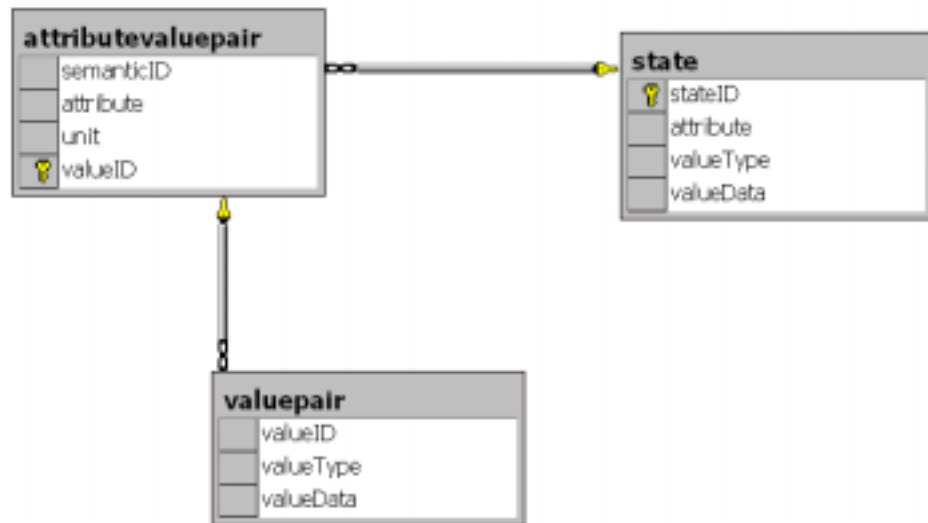 attributevaluepair
semanticID
attribute
unit
valueID
state
stateID
attribute
valueType
valueData
valuepair
valueID
valueType
valueData